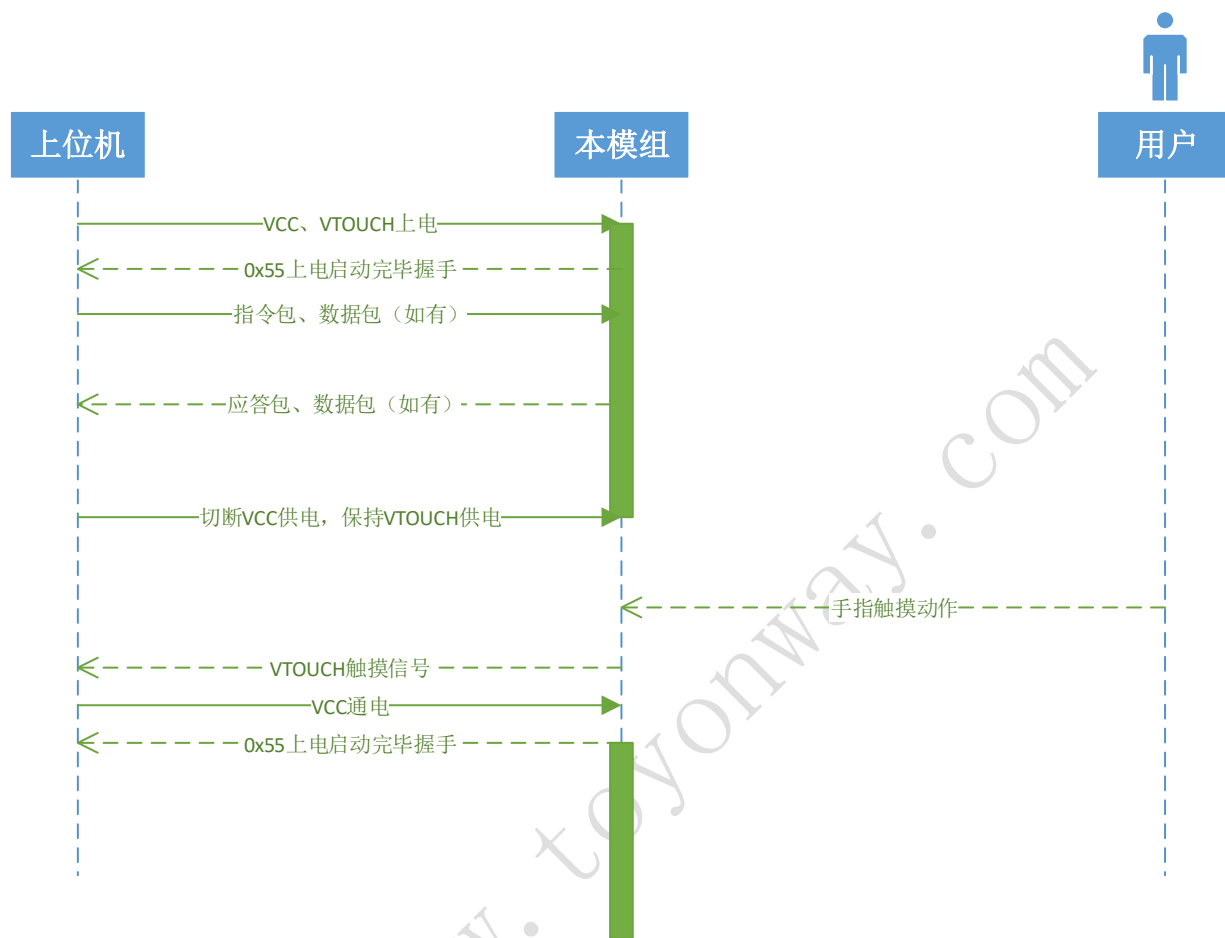 上位机
本模组
用户
VCC、VTOUCH上电
0x55上电启动完毕握手
指令包、数据包（如有）
应答包、数据包（如有）
切断VCC供电，保持VTOUCH供电
手指触摸动作
VTOUCH触摸信号
VCC通电
0x55上电启动完毕握手
w.toyonway.com